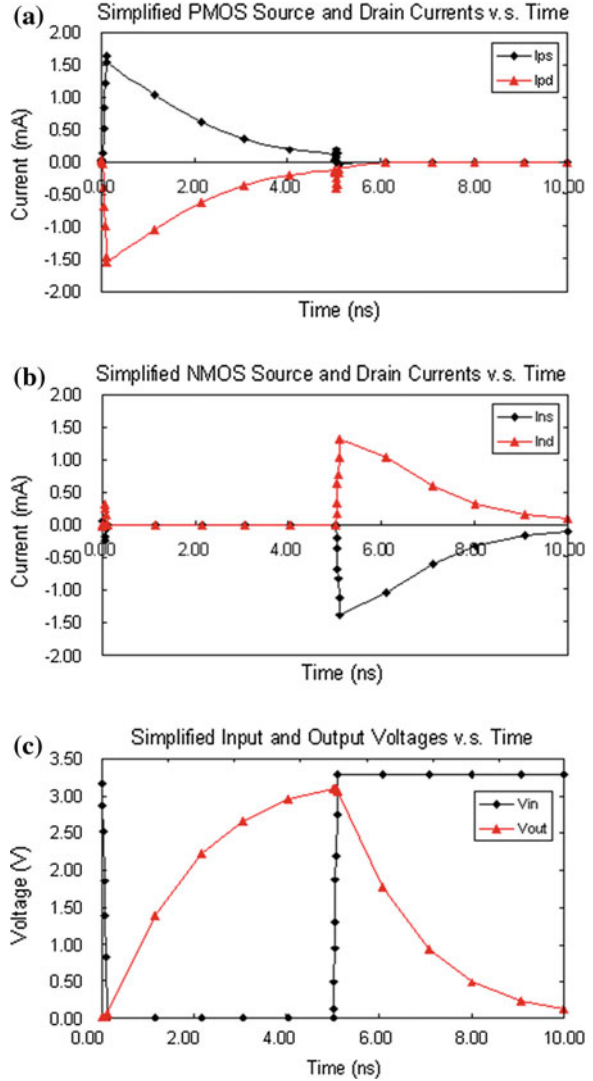 (a) Simplified PMOS Source and Drain Currents v.s. Time
2.00
1.50
1.00
0.50
0.00
-0.50
-1.00
-1.50
-2.00
Current (mA)
Ips
Ipd
0.00 2.00 4.00 6.00 8.00 10.00
Time (ns)
(b) Simplified NMOS Source and Drain Currents v.s. Time
2.00
1.50
1.00
0.50
0.00
-0.50
-1.00
-1.50
-2.00
Current (mA)
Ins
Ind
0.00 2.00 4.00 6.00 8.00 10.00
Time (ns)
(c) Simplified Input and Output Voltages v.s. Time
3.50
3.00
2.50
2.00
1.50
1.00
0.50
0.00
Voltage (V)
Vin
Vout
0.00 2.00 4.00 6.00 8.00 10.00
Time (ns)